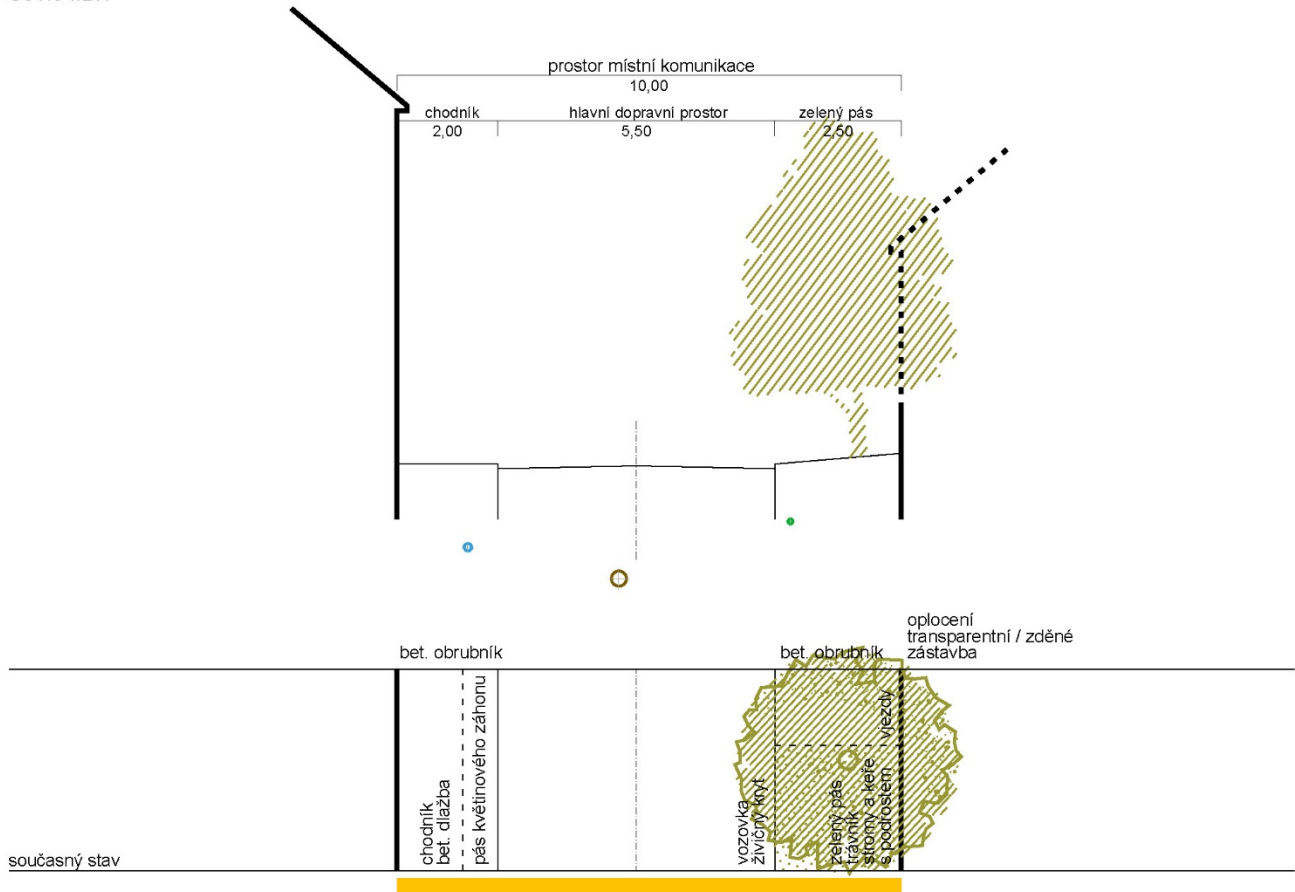 prostor místní komunikace
10,00
chodník
hlavní dopravní prostor
zelený pás
2,00
5,50
2,50
oplocení
transparentní / zděné
zástavba
bet. obrubník
bet. obrubník
chodník
bet. dlažba
pás květinového záhonu
vozovka
živičný kryt
zelený pás
trávník
stromy a keře
s podrostem
vjezdy
současný stav